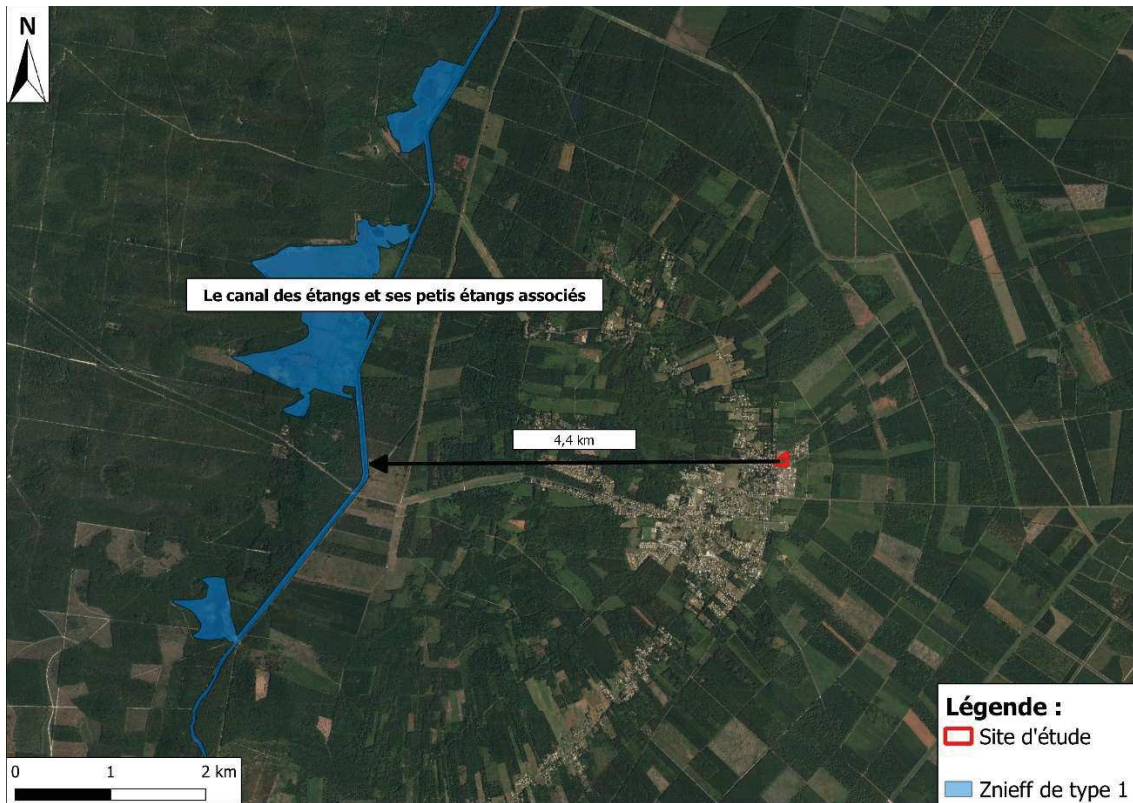 N
Le canal des étangs et ses petis étangs associés
4,4 km
Légende :
Site d'étude
Znieff de type 1
0 1 2 km